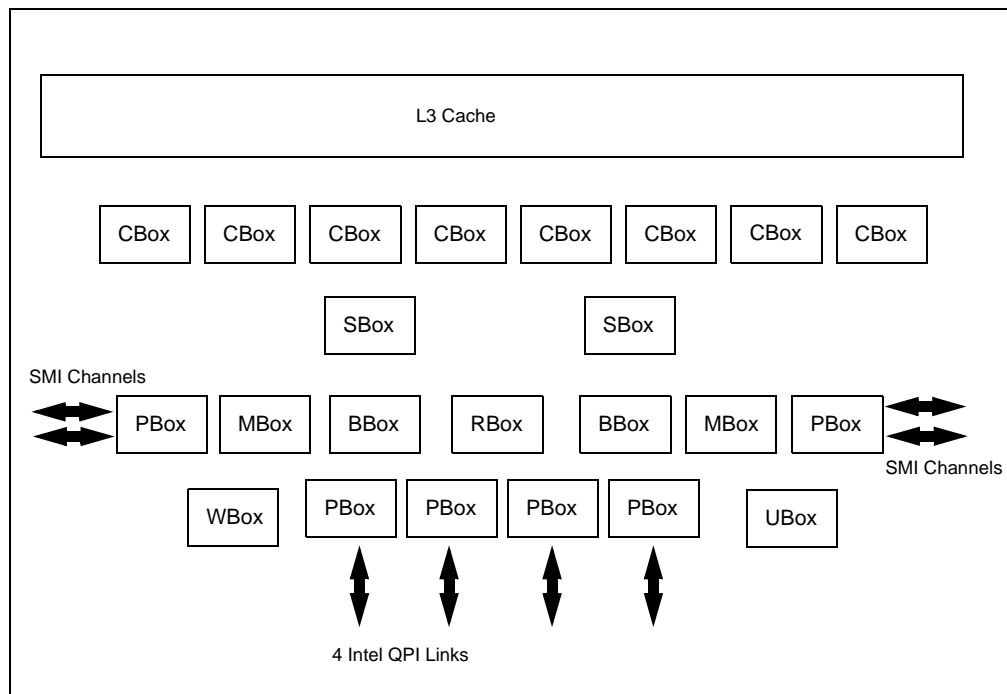 L3 Cache
CBox CBox CBox CBox CBox CBox CBox CBox
SBox SBox
SMI Channels
PBox MBox BBox RBox BBox MBox PBox
SMI Channels
WBox PBox PBox PBox PBox UBox
4 Intel QPI Links